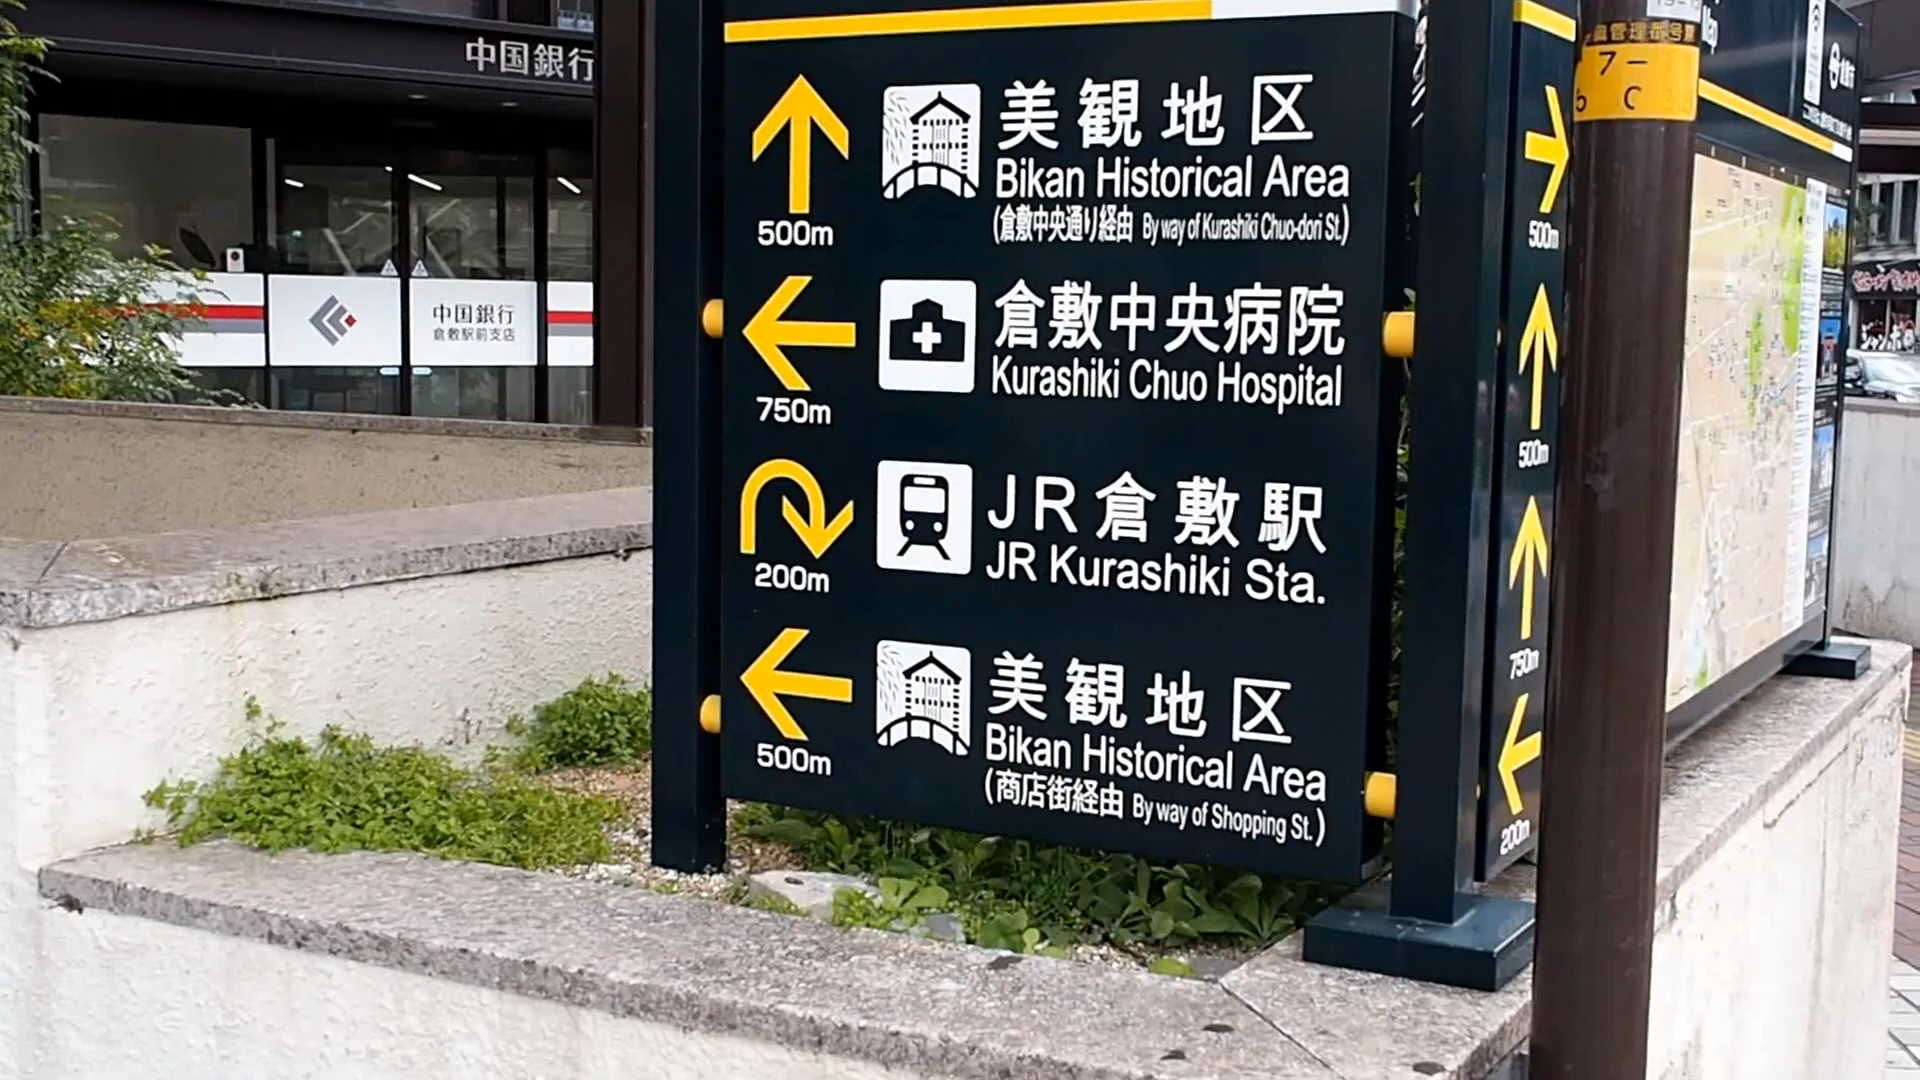 中国銀行
中国銀行
倉敷駅前支店
500m
美観地区
Bikan Historical Area
(倉敷中央通り経由 By way of Kurashiki Chuo-dori St.)
750m
倉敷中央病院
Kurashiki Chuo Hospital
200m
JR倉敷駅
JR Kurashiki Sta.
500m
美観地区
Bikan Historical Area
(商店街経由 By way of Shopping St.)
500m
500m
750m
200m
管理番号
7-
6 C